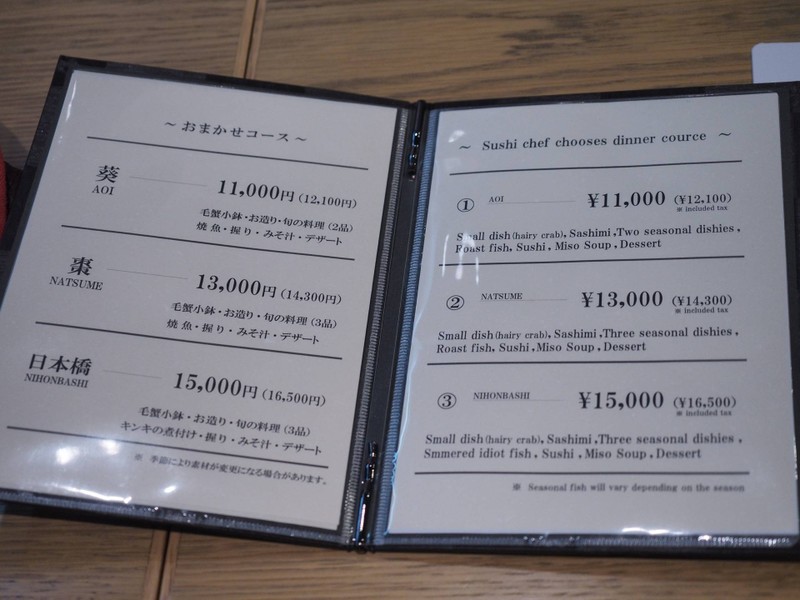 ～おまかせコース～
葵 11,000円(12,100円)
AOI
毛蟹小鉢・お造り・旬の料理(2品)
焼魚・握り・みそ汁・デザート
棗 13,000円(14,300円)
NATSUME
毛蟹小鉢・お造り・旬の料理(3品)
焼魚・握り・みそ汁・デザート
日本橋 15,000円(16,500円)
NIHONBASHI
毛蟹小鉢・お造り・旬の料理(3品)
キンキの煮付け・握り・みそ汁・デザート
※ 季節により素材が変更になる場合があります。
～ Sushi chef chooses dinner cource ～
① AOI ¥11,000 (¥12,100)
※ included tax
Small dish(hairy crab), Sashimi, Two seasonal dishies,
Roast fish, Sushi, Miso Soup, Dessert
② NATSUME ¥13,000 (¥14,300)
※ included tax
Small dish(hairy crab), Sashimi, Three seasonal dishies,
Roast fish, Sushi, Miso Soup, Dessert
③ NIHONBASHI ¥15,000 (¥16,500)
※ included tax
Small dish(hairy crab), Sashimi, Three seasonal dishies,
Smmered idiot fish, Sushi, Miso Soup, Dessert
※ Seasonal fish will vary depending on the season